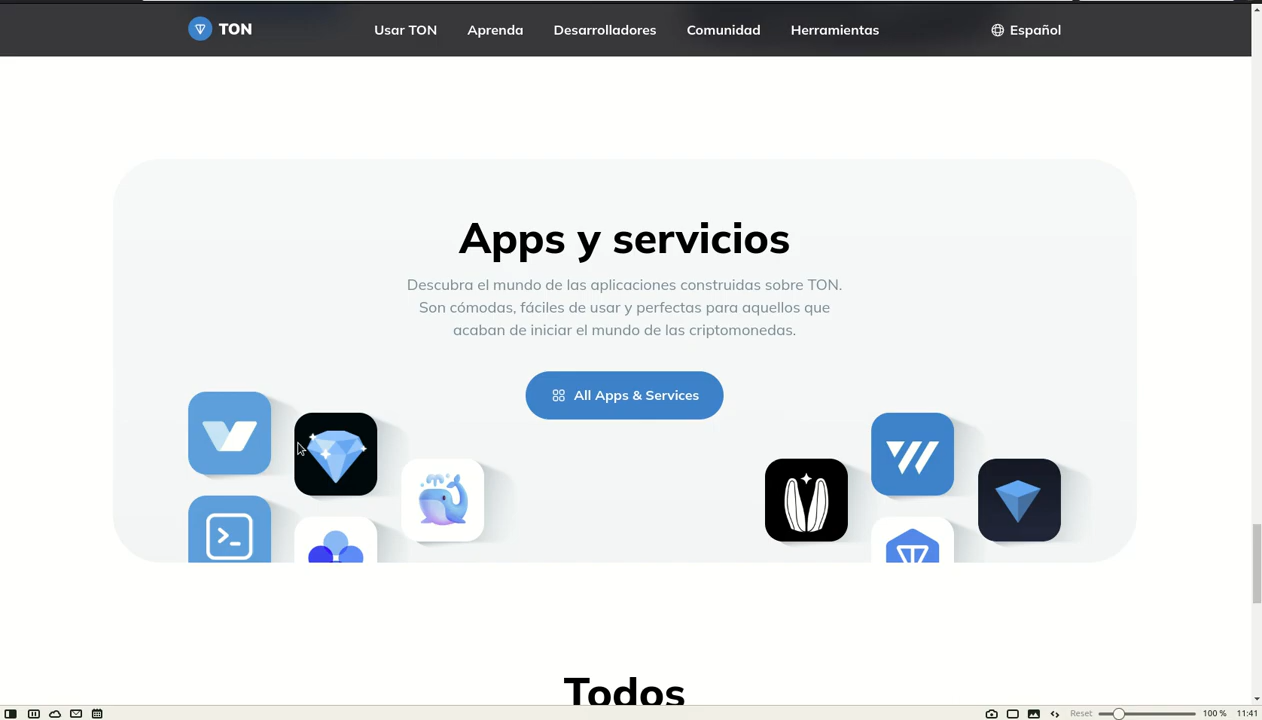 TON
Usar TON
Aprenda
Desarrolladores
Comunidad
Herramientas
Español
Apps y servicios
Descubra el mundo de las aplicaciones construidas sobre TON.
Son cómodas, fáciles de usar y perfectas para aquellos que
acaban de iniciar el mundo de las criptomonedas.
All Apps & Services
Todos
Reset
100 %
11:41